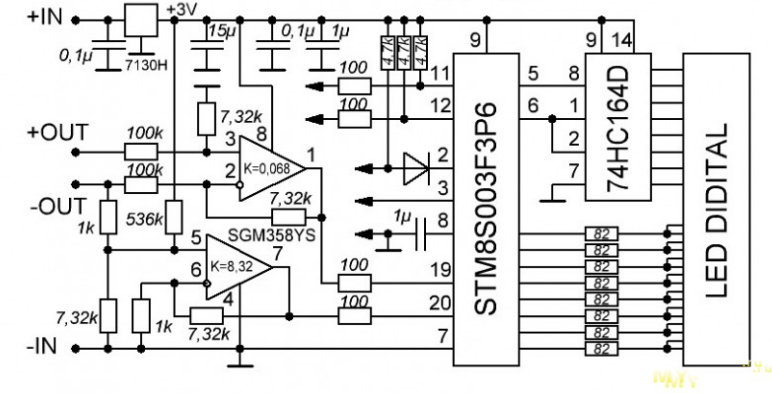 +IN
+3V
0,1µ
7130H
15µ
0,1µ
1µ
4.7k
4.7k
4.7k
9
9
14
100
11
5
8
100
12
6
1
7,32k
+OUT
100k
3
8
K=0,068
1
2
2
100k
2
3
7
-OUT
1k
536k
7,32k
SGM358YS
1µ
8
STM8S003F3P6
74HC164D
LED DIDITAL
5
7
K=8,32
6
4
100
19
100
20
7,32k
1k
7,32k
-IN
7
82
82
82
82
82
82
82
82